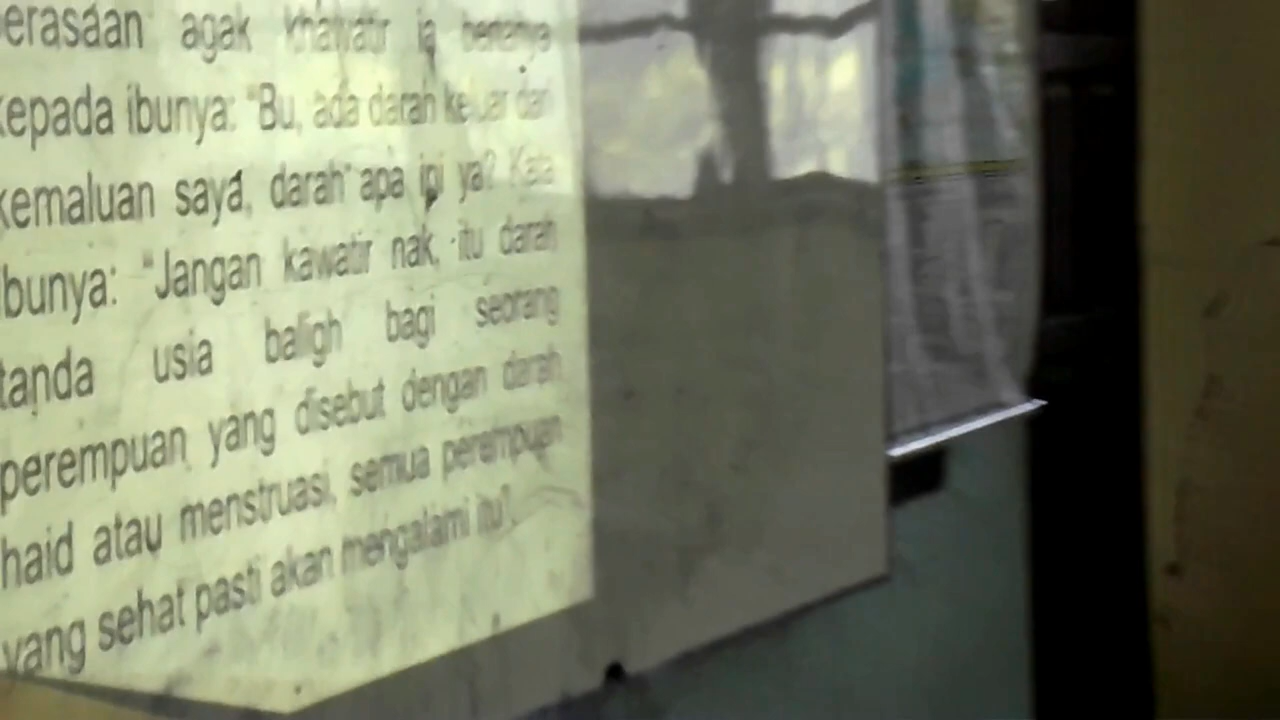 perasaan agak khawatir ia bertanya
kepada ibunya: "Bu, ada darah keluar dari
kemaluan saya, darah apa ini ya? Kata
Ibunya: "Jangan kawatir nak, itu darah
tanda usia baligh bagi seorang
perempuan yang disebut dengan darah
haid atau menstruasi, semua perempuan
yang sehat pasti akan mengalami itu".